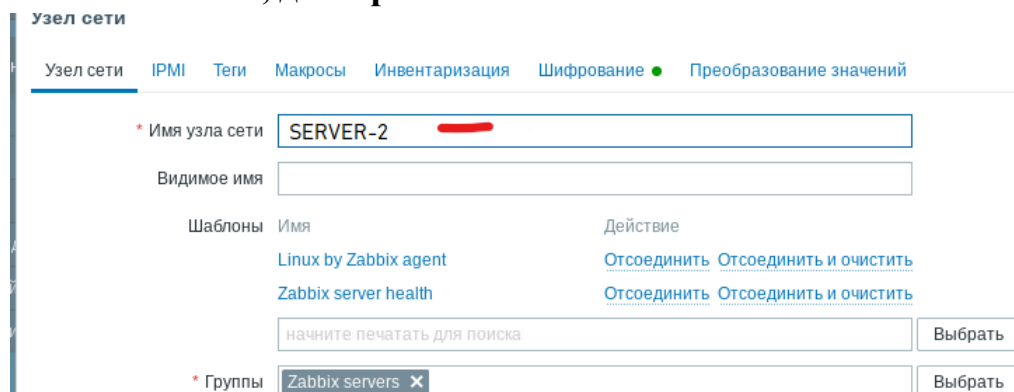 Узел сети
Узел сети IPMI Теги Макросы Инвентаризация Шифрование Преобразование значений
* Имя узла сети SERVER-2
Видимое имя
Шаблоны Имя Действие
Linux by Zabbix agent Отсоединить Отсоединить и очистить
Zabbix server health Отсоединить Отсоединить и очистить
начните печатать для поиска Выбрать
* Группы Zabbix servers Выбрать